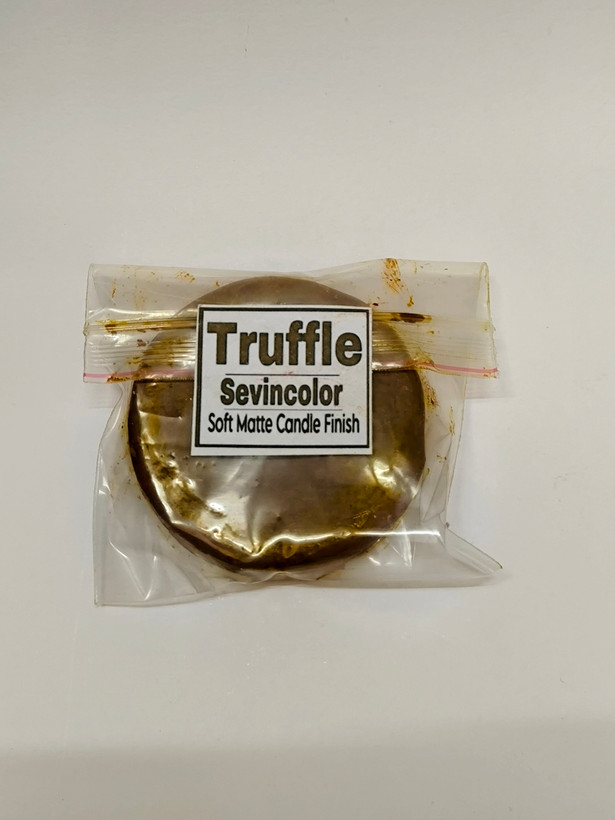 Truffle
Sevincolor
Soft Matte Candle Finish